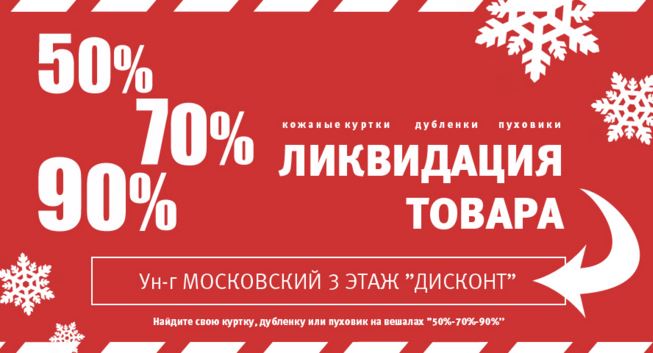 50%
70%
90%
кожаные куртки дубленки пуховики
ЛИКВИДАЦИЯ
ТОВАРА
Ун-г МОСКОВСКИЙ 3 ЭТАЖ "ДИСКОНТ"
Найдите свою куртку, дубленку или пуховик на вешалах "50%-70%-90%"